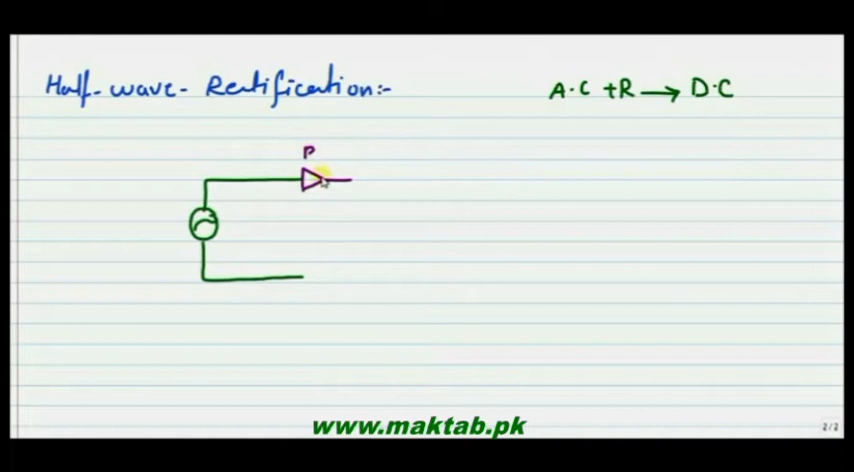 Half-wave-Rectification:-
A.C +R → D.C
P
www.maktab.pk
2/2